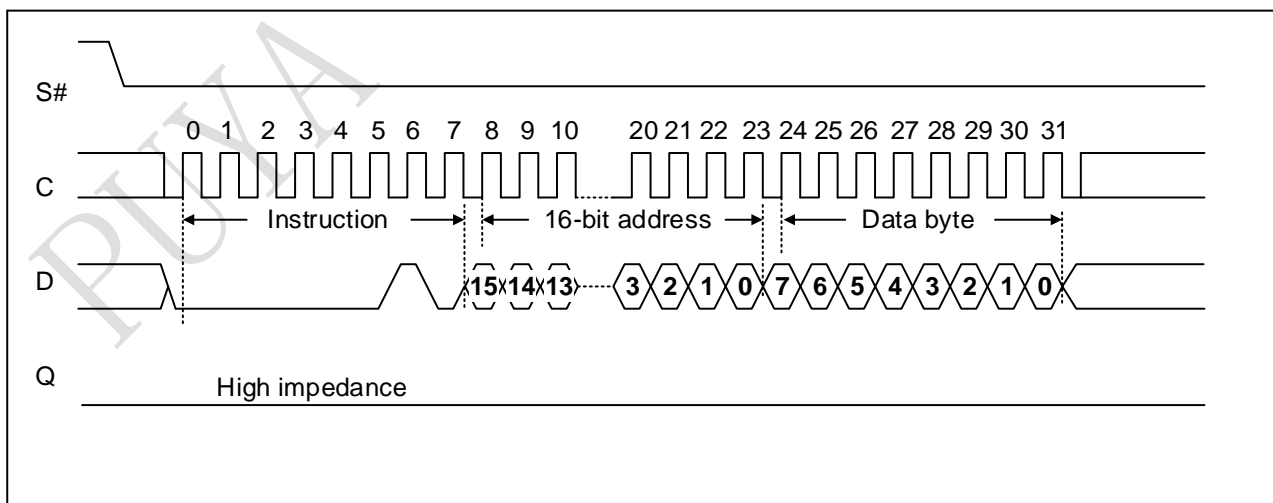 PUYA
S#
0 1 2 3 4 5 6 7 8 9 10 20 21 22 23 24 25 26 27 28 29 30 31
C
Instruction 16-bit address Data byte
D
15 14 13 3 2 1 0 7 6 5 4 3 2 1 0
Q
High impedance